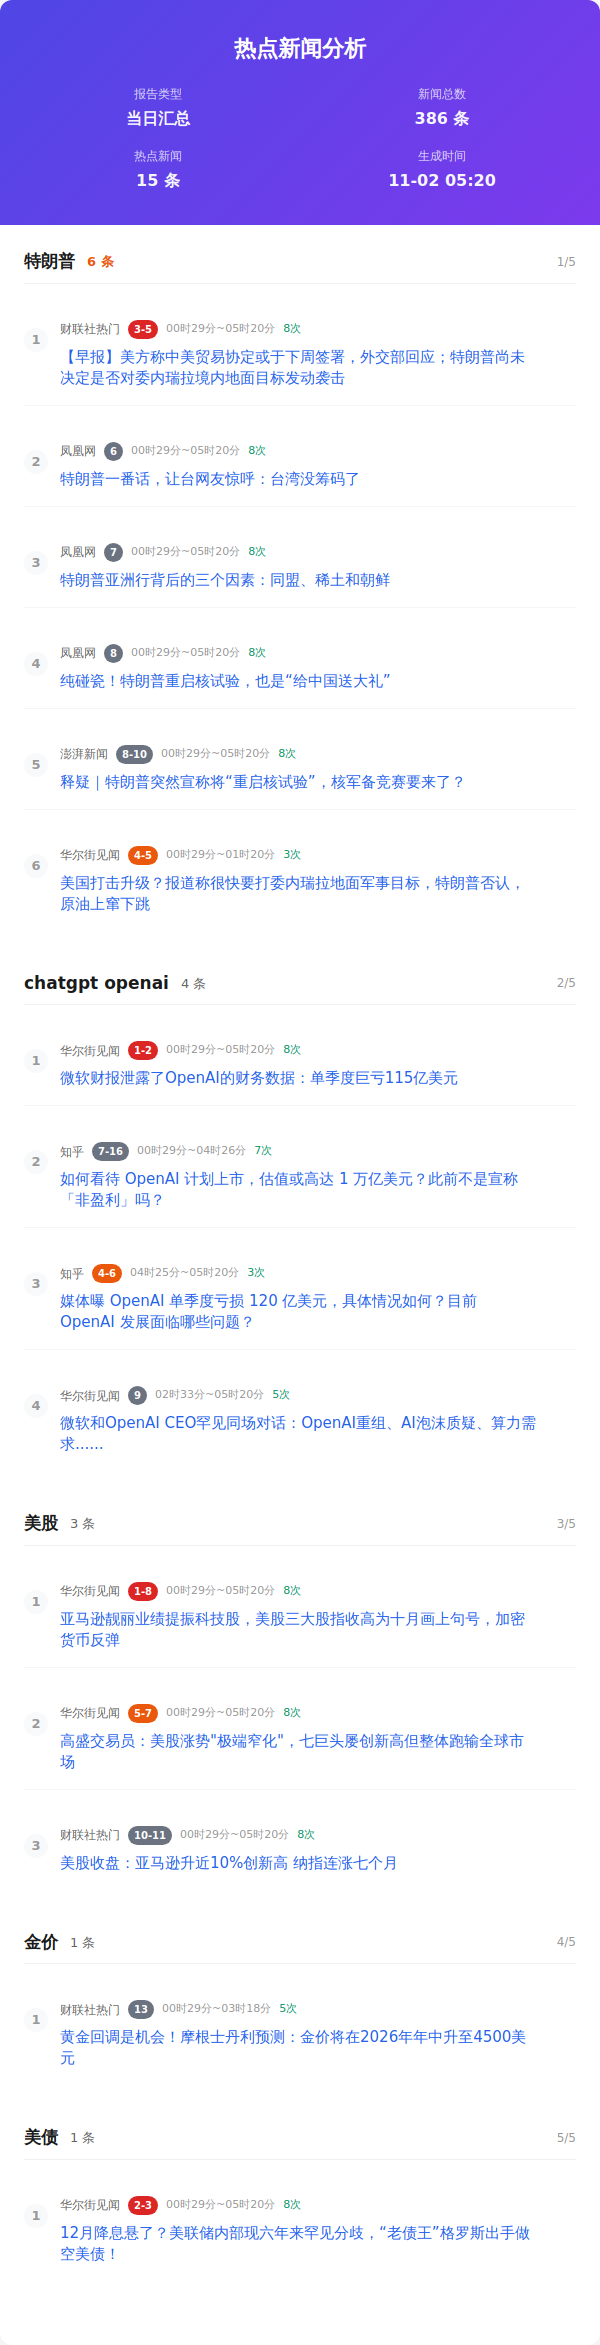 热点新闻分析
报告类型
新闻总数
当日汇总
386 条
热点新闻
生成时间
15 条
11-02 05:20
特朗普 6 条 1/5
1
财联社热门 3-5 00时29分~05时20分 8次
【早报】美方称中美贸易协定或于下周签署，外交部回应；特朗普尚未
决定是否对委内瑞拉境内地面目标发动袭击
2
凤凰网 6 00时29分~05时20分 8次
特朗普一番话，让台网友惊呼：台湾没筹码了
3
凤凰网 7 00时29分~05时20分 8次
特朗普亚洲行背后的三个因素：同盟、稀土和朝鲜
4
凤凰网 8 00时29分~05时20分 8次
纯碰瓷！特朗普重启核试验，也是“给中国送大礼”
5
澎湃新闻 8-10 00时29分~05时20分 8次
释疑｜特朗普突然宣称将“重启核试验”，核军备竞赛要来了？
6
华尔街见闻 4-5 00时29分~01时20分 3次
美国打击升级？报道称很快要打委内瑞拉地面军事目标，特朗普否认，
原油上窜下跳
chatgpt openai 4 条 2/5
1
华尔街见闻 1-2 00时29分~05时20分 8次
微软财报泄露了OpenAI的财务数据：单季度巨亏115亿美元
2
知乎 7-16 00时29分~04时26分 7次
如何看待 OpenAI 计划上市，估值或高达 1 万亿美元？此前不是宣称
「非盈利」吗？
3
知乎 4-6 04时25分~05时20分 3次
媒体曝 OpenAI 单季度亏损 120 亿美元，具体情况如何？目前
OpenAI 发展面临哪些问题？
4
华尔街见闻 9 02时33分~05时20分 5次
微软和OpenAI CEO罕见同场对话：OpenAI重组、AI泡沫质疑、算力需
求……
美股 3 条 3/5
1
华尔街见闻 1-8 00时29分~05时20分 8次
亚马逊靓丽业绩提振科技股，美股三大股指收高为十月画上句号，加密
货币反弹
2
华尔街见闻 5-7 00时29分~05时20分 8次
高盛交易员：美股涨势"极端窄化"，七巨头屡创新高但整体跑输全球市
场
3
财联社热门 10-11 00时29分~05时20分 8次
美股收盘：亚马逊升近10%创新高 纳指连涨七个月
金价 1 条 4/5
1
财联社热门 13 00时29分~03时18分 5次
黄金回调是机会！摩根士丹利预测：金价将在2026年年中升至4500美
元
美债 1 条 5/5
1
华尔街见闻 2-3 00时29分~05时20分 8次
12月降息悬了？美联储内部现六年来罕见分歧，“老债王”格罗斯出手做
空美债！